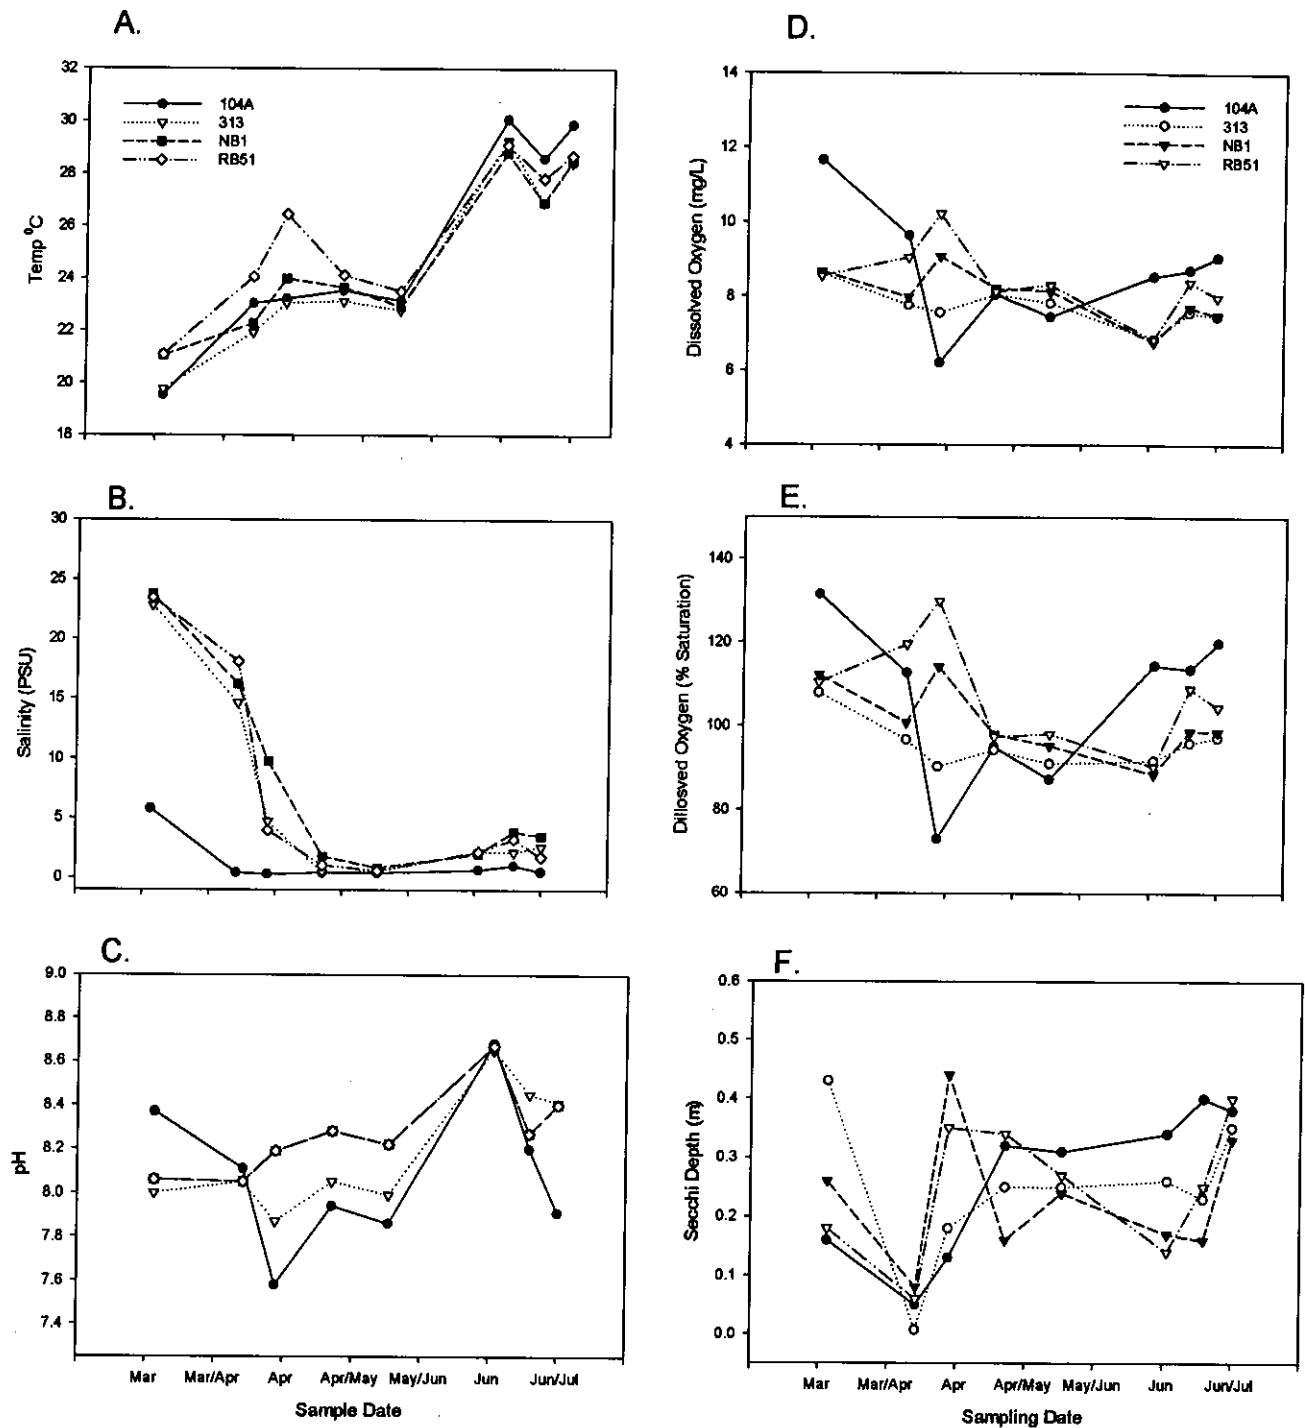 A.
32
30
28
26
24
22
20
18
Temp ⁰C
104A
313
NB1
RB51
B.
30
25
20
15
10
5
0
Salinity (PSU)
C.
9.0
8.8
8.6
8.4
8.2
8.0
7.8
7.6
7.4
pH
Mar Mar/Apr Apr Apr/May May/Jun Jun Jun/Jul
Sample Date
D.
14
12
10
8
6
4
Dissolved Oxygen (mg/L)
104A
313
NB1
RB51
E.
140
120
100
80
60
Dillosved Oxygen (% Saturation)
F.
0.6
0.5
0.4
0.3
0.2
0.1
0.0
Secchi Depth (m)
Mar Mar/Apr Apr Apr/May May/Jun Jun Jun/Jul
Sampling Date